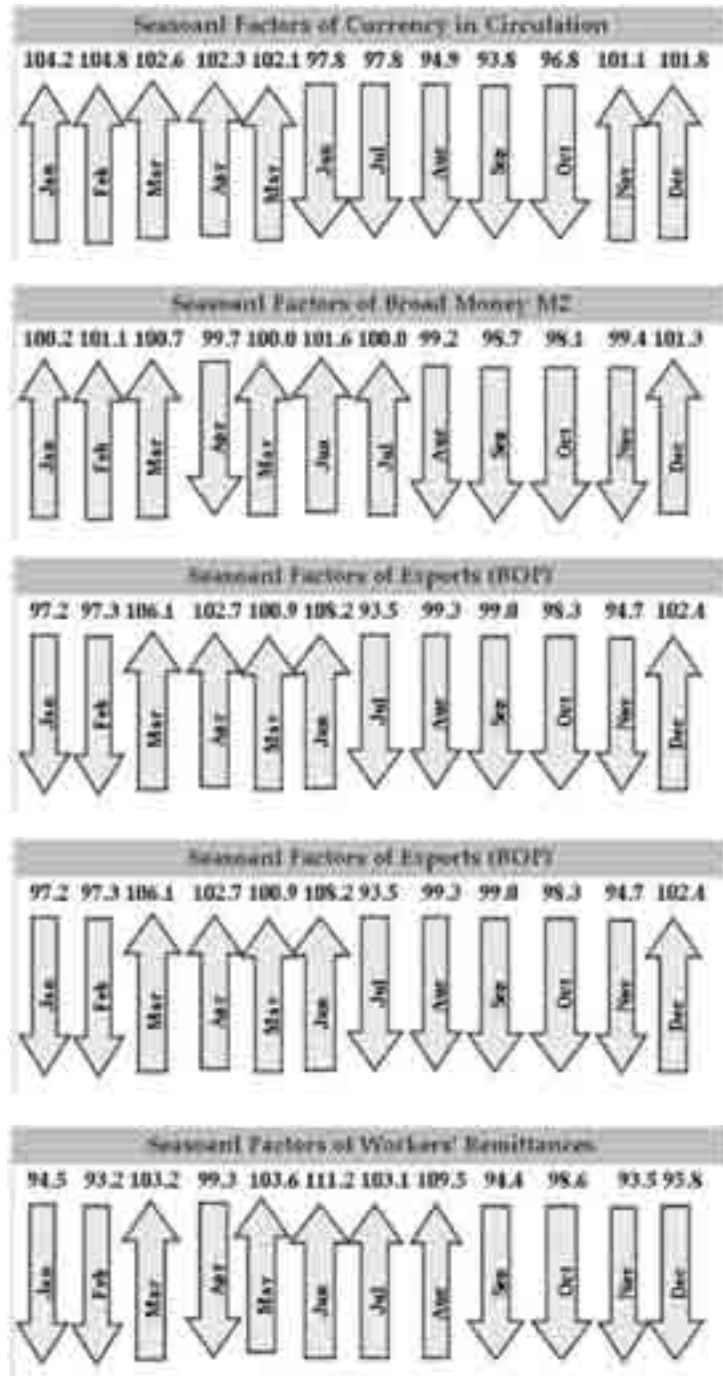 Seasoanl Factors of Currency in Circulation
104.2 104.8 102.6 102.3 102.1 97.8 97.8 94.9 93.8 96.8 101.1 101.8
Jan Feb Mar Apr May Jun Jul Aug Sep Oct Nov Dec
Seasoanl Factors of Broad Money M2
100.2 101.1 100.7 99.7 100.0 101.6 100.0 99.2 98.7 98.1 99.4 101.3
Jan Feb Mar Apr May Jun Jul Aug Sep Oct Nov Dec
Seasoanl Factors of Exports (BOP)
97.2 97.3 106.1 102.7 100.9 108.2 93.5 99.3 99.0 98.3 94.7 102.4
Jan Feb Mar Apr May Jun Jul Aug Sep Oct Nov Dec
Seasoanl Factors of Exports (BOP)
97.2 97.3 106.1 102.7 100.9 108.2 93.5 99.3 99.0 98.3 94.7 102.4
Jan Feb Mar Apr May Jun Jul Aug Sep Oct Nov Dec
Seasoanl Factors of Workers' Remittances
94.5 93.2 103.2 99.3 103.6 111.2 103.1 109.5 94.4 98.6 93.5 95.8
Jan Feb Mar Apr May Jun Jul Aug Sep Oct Nov Dec